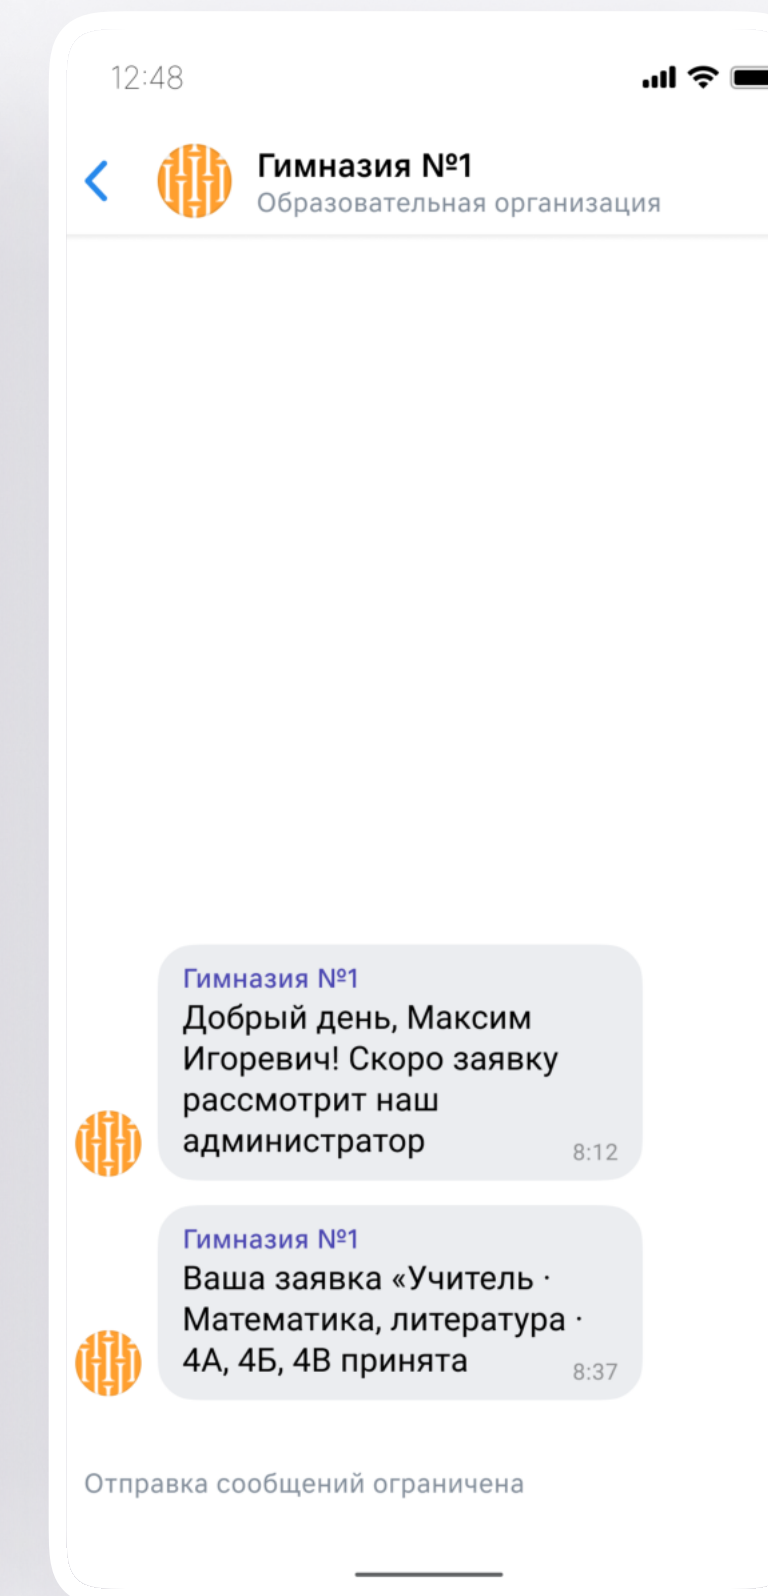 12:48
Гимназия №1
Образовательная организация
Гимназия №1
Добрый день, Максим
Игоревич! Скоро заявку
рассмотрит наш
администратор
8:12
Гимназия №1
Ваша заявка «Учитель ·
Математика, литература ·
4А, 4Б, 4В принята
8:37
Отправка сообщений ограничена